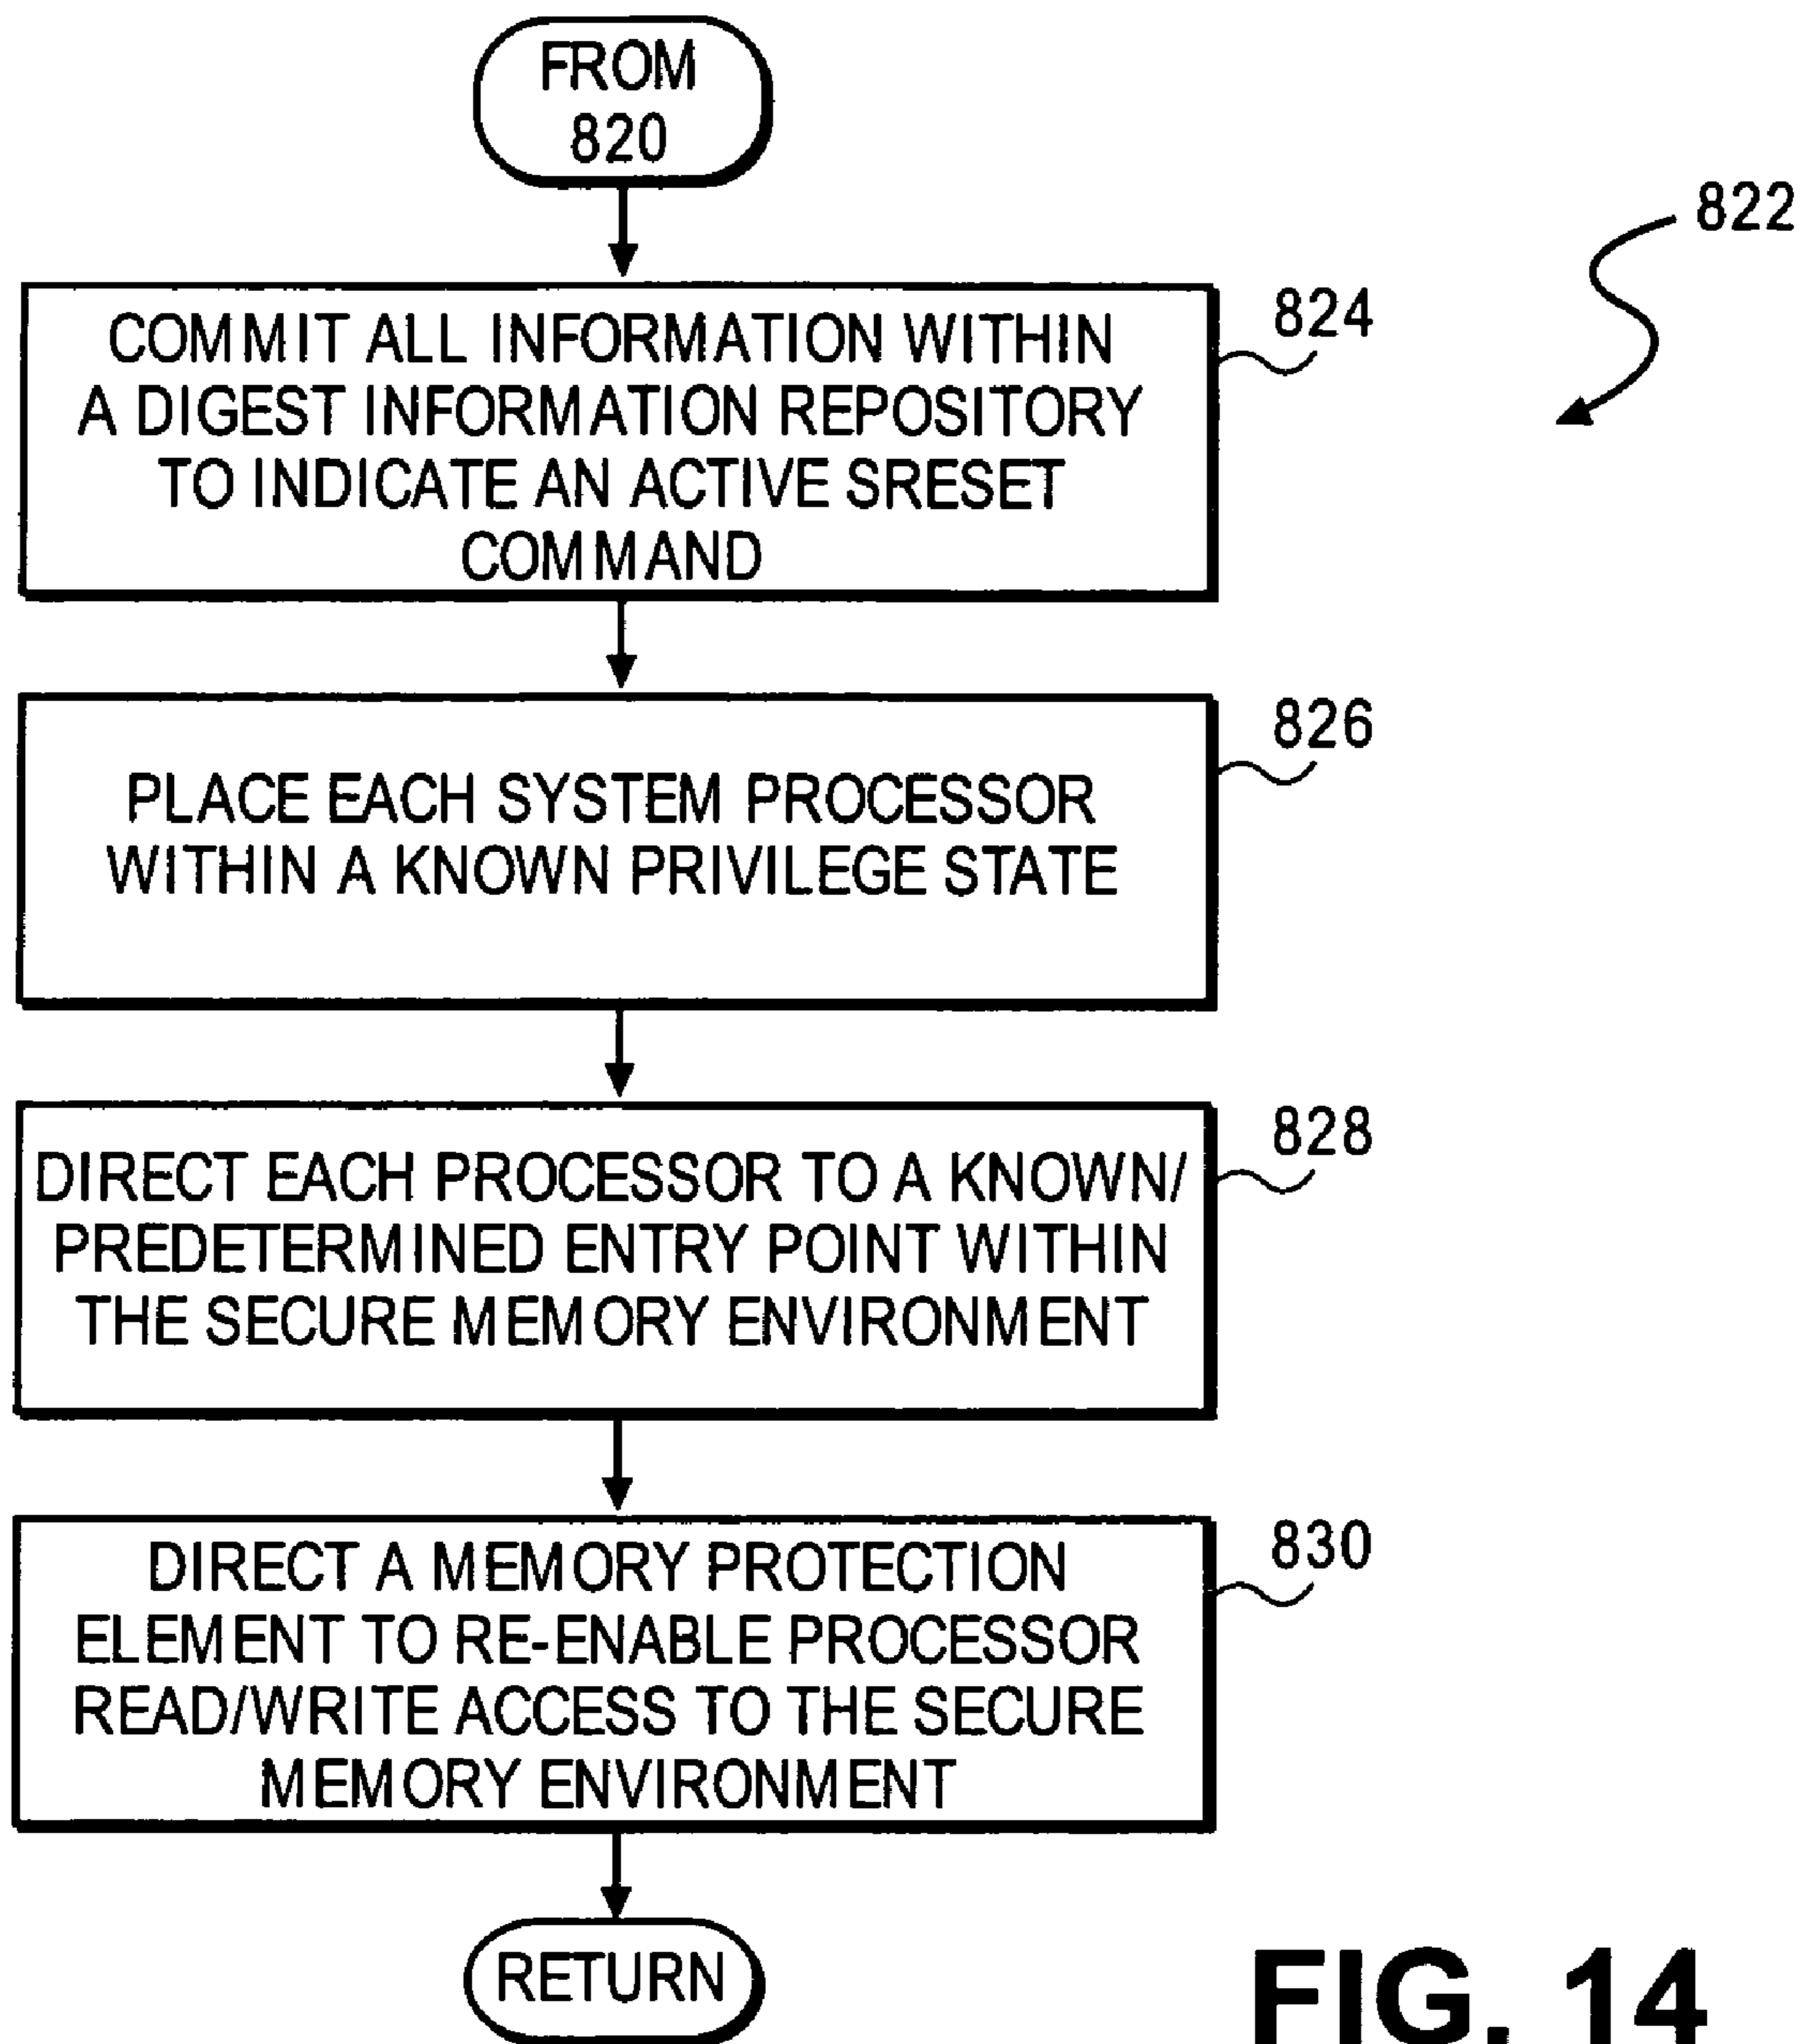 FROM
820
822
COMMIT ALL INFORMATION WITHIN
A DIGEST INFORMATION REPOSITORY
TO INDICATE AN ACTIVE SRESET
COMMAND
824
PLACE EACH SYSTEM PROCESSOR
WITHIN A KNOWN PRIVILEGE STATE
826
DIRECT EACH PROCESSOR TO A KNOWN/
PREDETERMINED ENTRY POINT WITHIN
THE SECURE MEMORY ENVIRONMENT
828
DIRECT A MEMORY PROTECTION
ELEMENT TO RE-ENABLE PROCESSOR
READ/WRITE ACCESS TO THE SECURE
MEMORY ENVIRONMENT
830
RETURN
FIG. 14